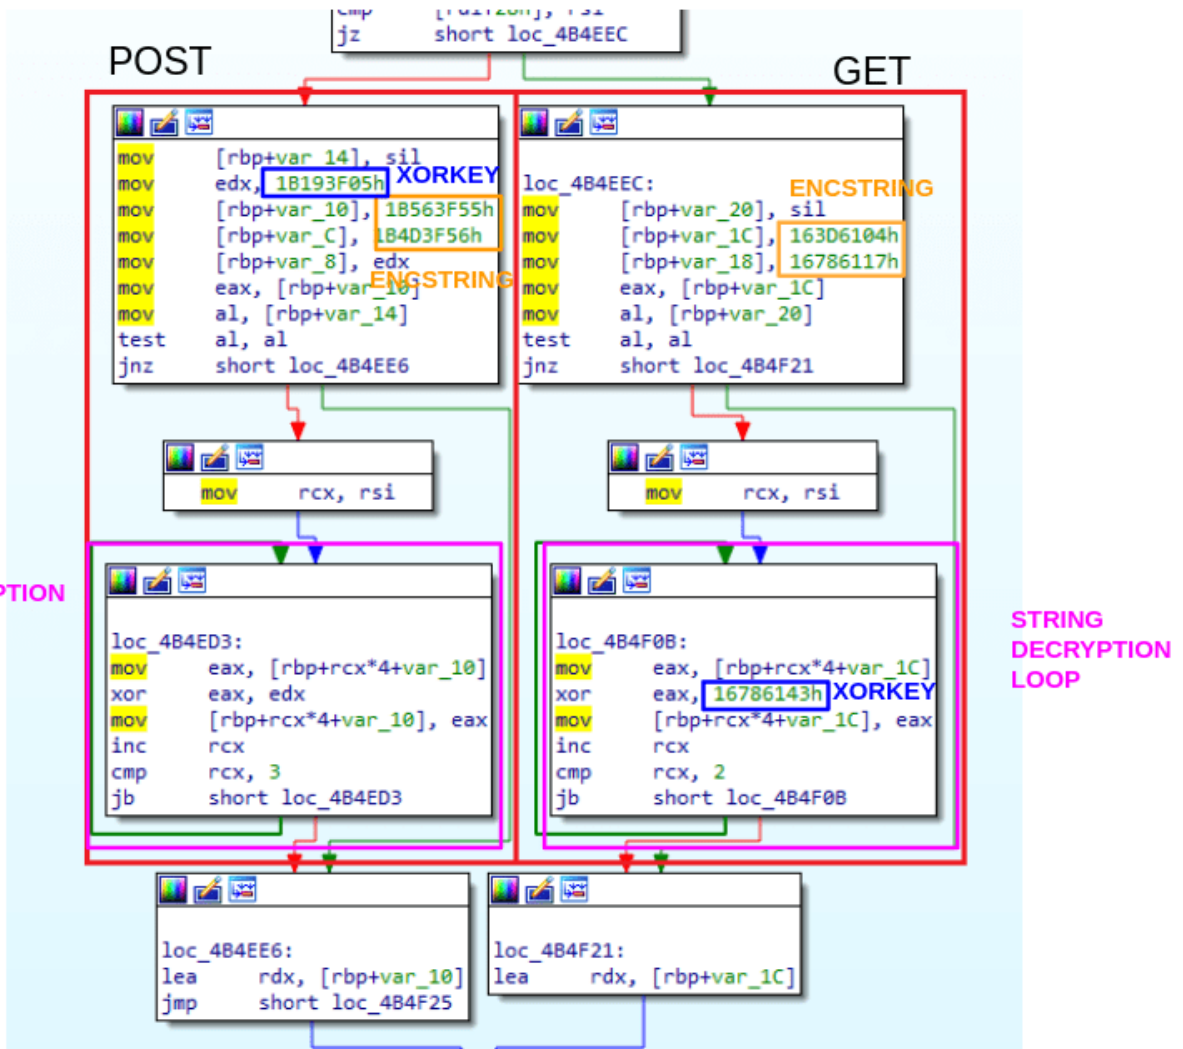 jz short loc_4B4EEC
POST
GET
mov [rbp+var_14], sil
mov edx, 1B193F05h XORKEY
mov [rbp+var_10], 1B563F55h
mov [rbp+var_C], 1B4D3F56h
mov [rbp+var_8], edx
ENCSTRING
mov eax, [rbp+var_10]
mov al, [rbp+var_14]
test al, al
jnz short loc_4B4EE6
loc_4B4EEC:
ENCSTRING
mov [rbp+var_20], sil
mov [rbp+var_1C], 163D6104h
mov [rbp+var_18], 16786117h
mov eax, [rbp+var_1C]
mov al, [rbp+var_20]
test al, al
jnz short loc_4B4F21
mov rcx, rsi
mov rcx, rsi
PTION
loc_4B4ED3:
mov eax, [rbp+rcx*4+var_10]
xor eax, edx
mov [rbp+rcx*4+var_10], eax
inc rcx
cmp rcx, 3
jb short loc_4B4ED3
loc_4B4F0B:
mov eax, [rbp+rcx*4+var_1C]
xor eax, 16786143h XORKEY
mov [rbp+rcx*4+var_1C], eax
inc rcx
cmp rcx, 2
jb short loc_4B4F0B
STRING
DECRYPTION
LOOP
loc_4B4EE6:
lea rdx, [rbp+var_10]
jmp short loc_4B4F25
loc_4B4F21:
lea rdx, [rbp+var_1C]